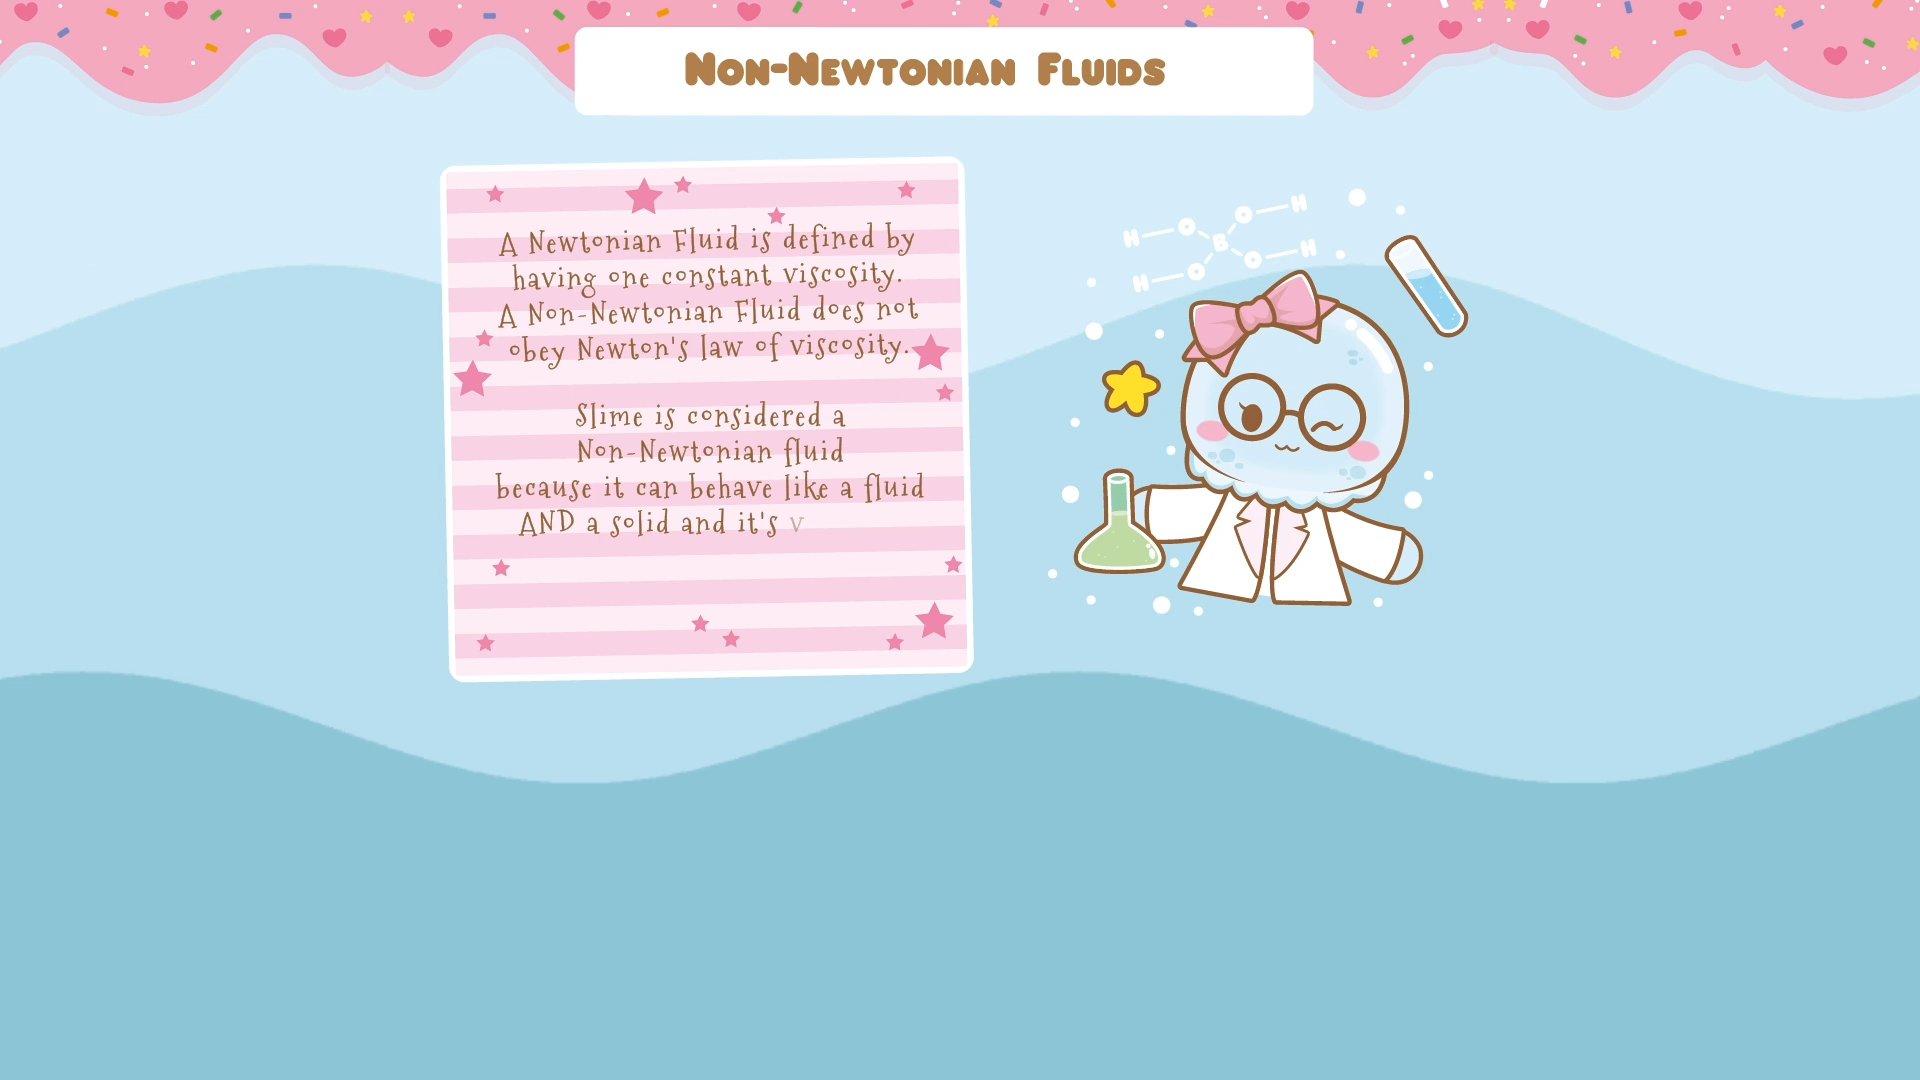 Non-Newtonian Fluids
A Newtonian Fluid is defined by
having one constant viscosity.
A Non-Newtonian Fluid does not
obey Newton's law of viscosity.
Slime is considered a
Non-Newtonian fluid
because it can behave like a fluid
AND a solid and it's v
H O B O H
H O O H